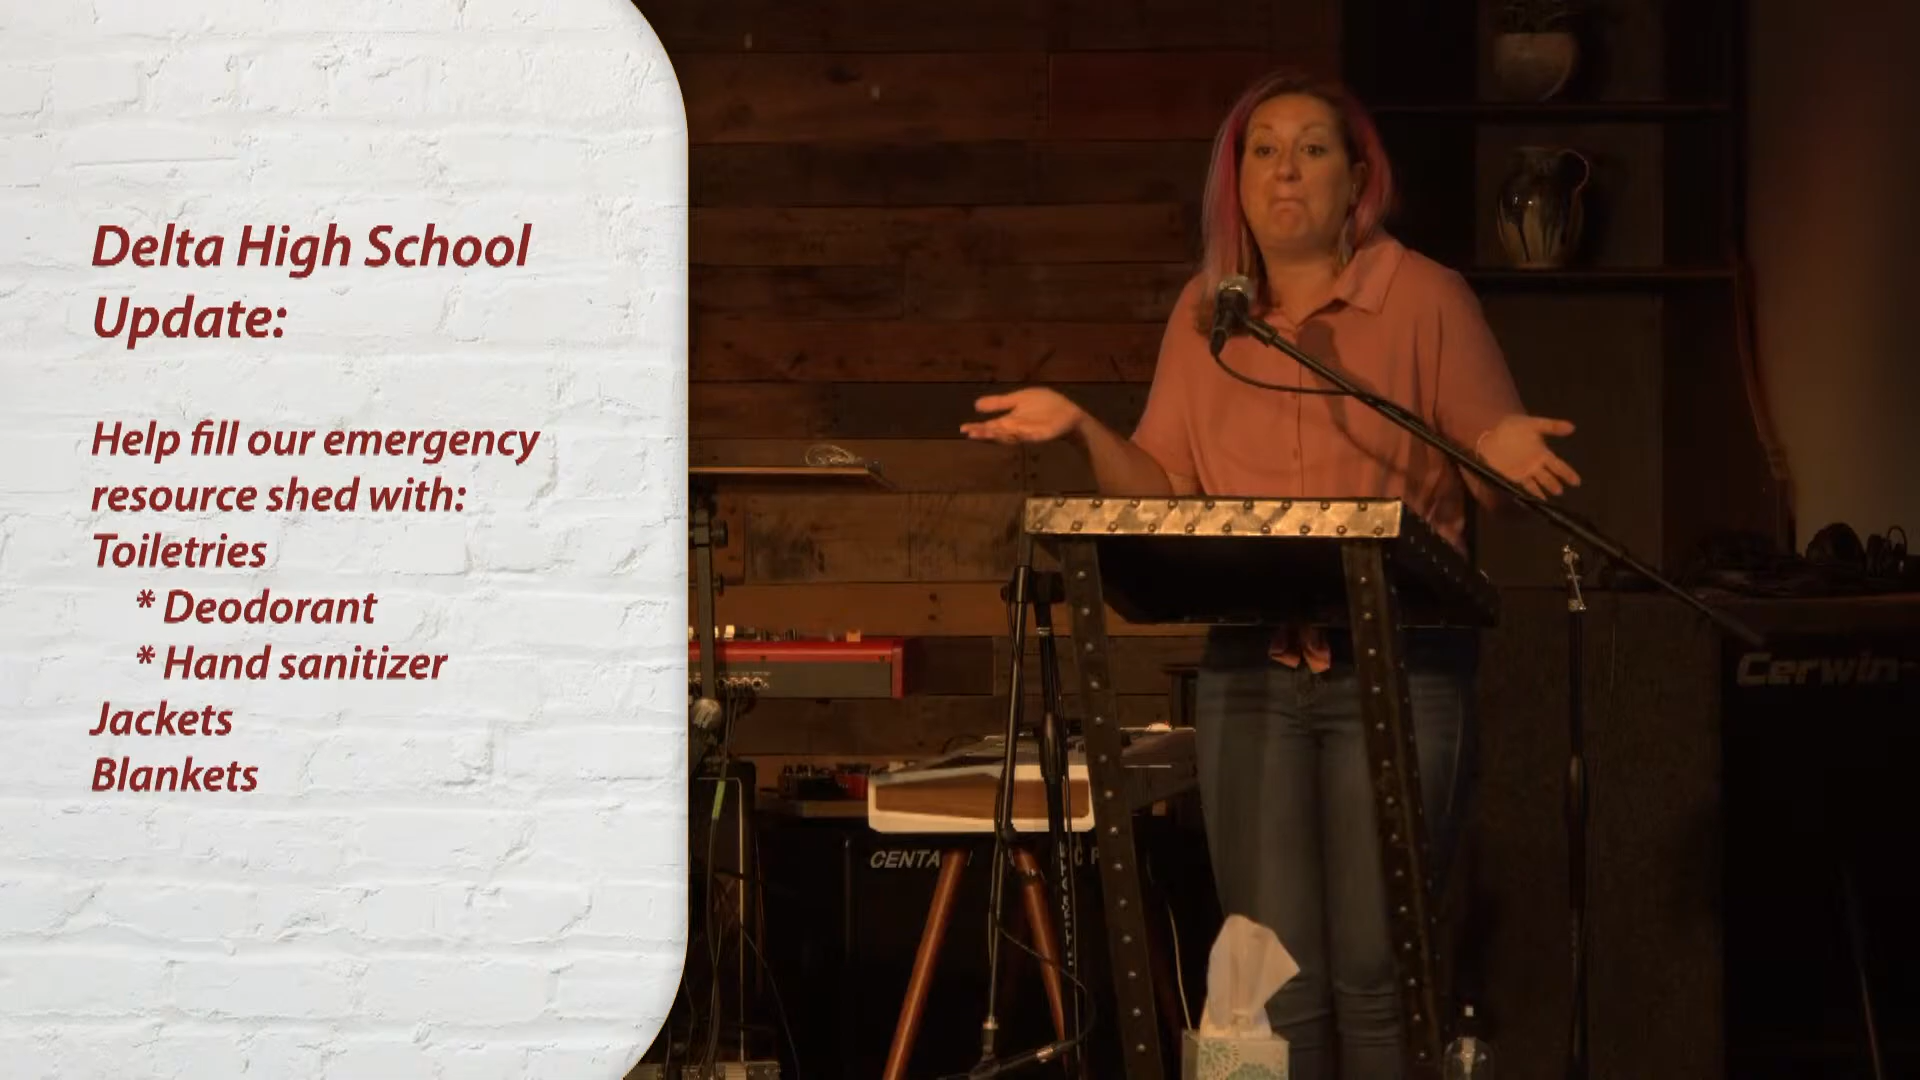 Delta High School
Update:
Help fill our emergency
resource shed with:
Toiletries
* Deodorant
* Hand sanitizer
Jackets
Blankets
Cerwin-
CENTA